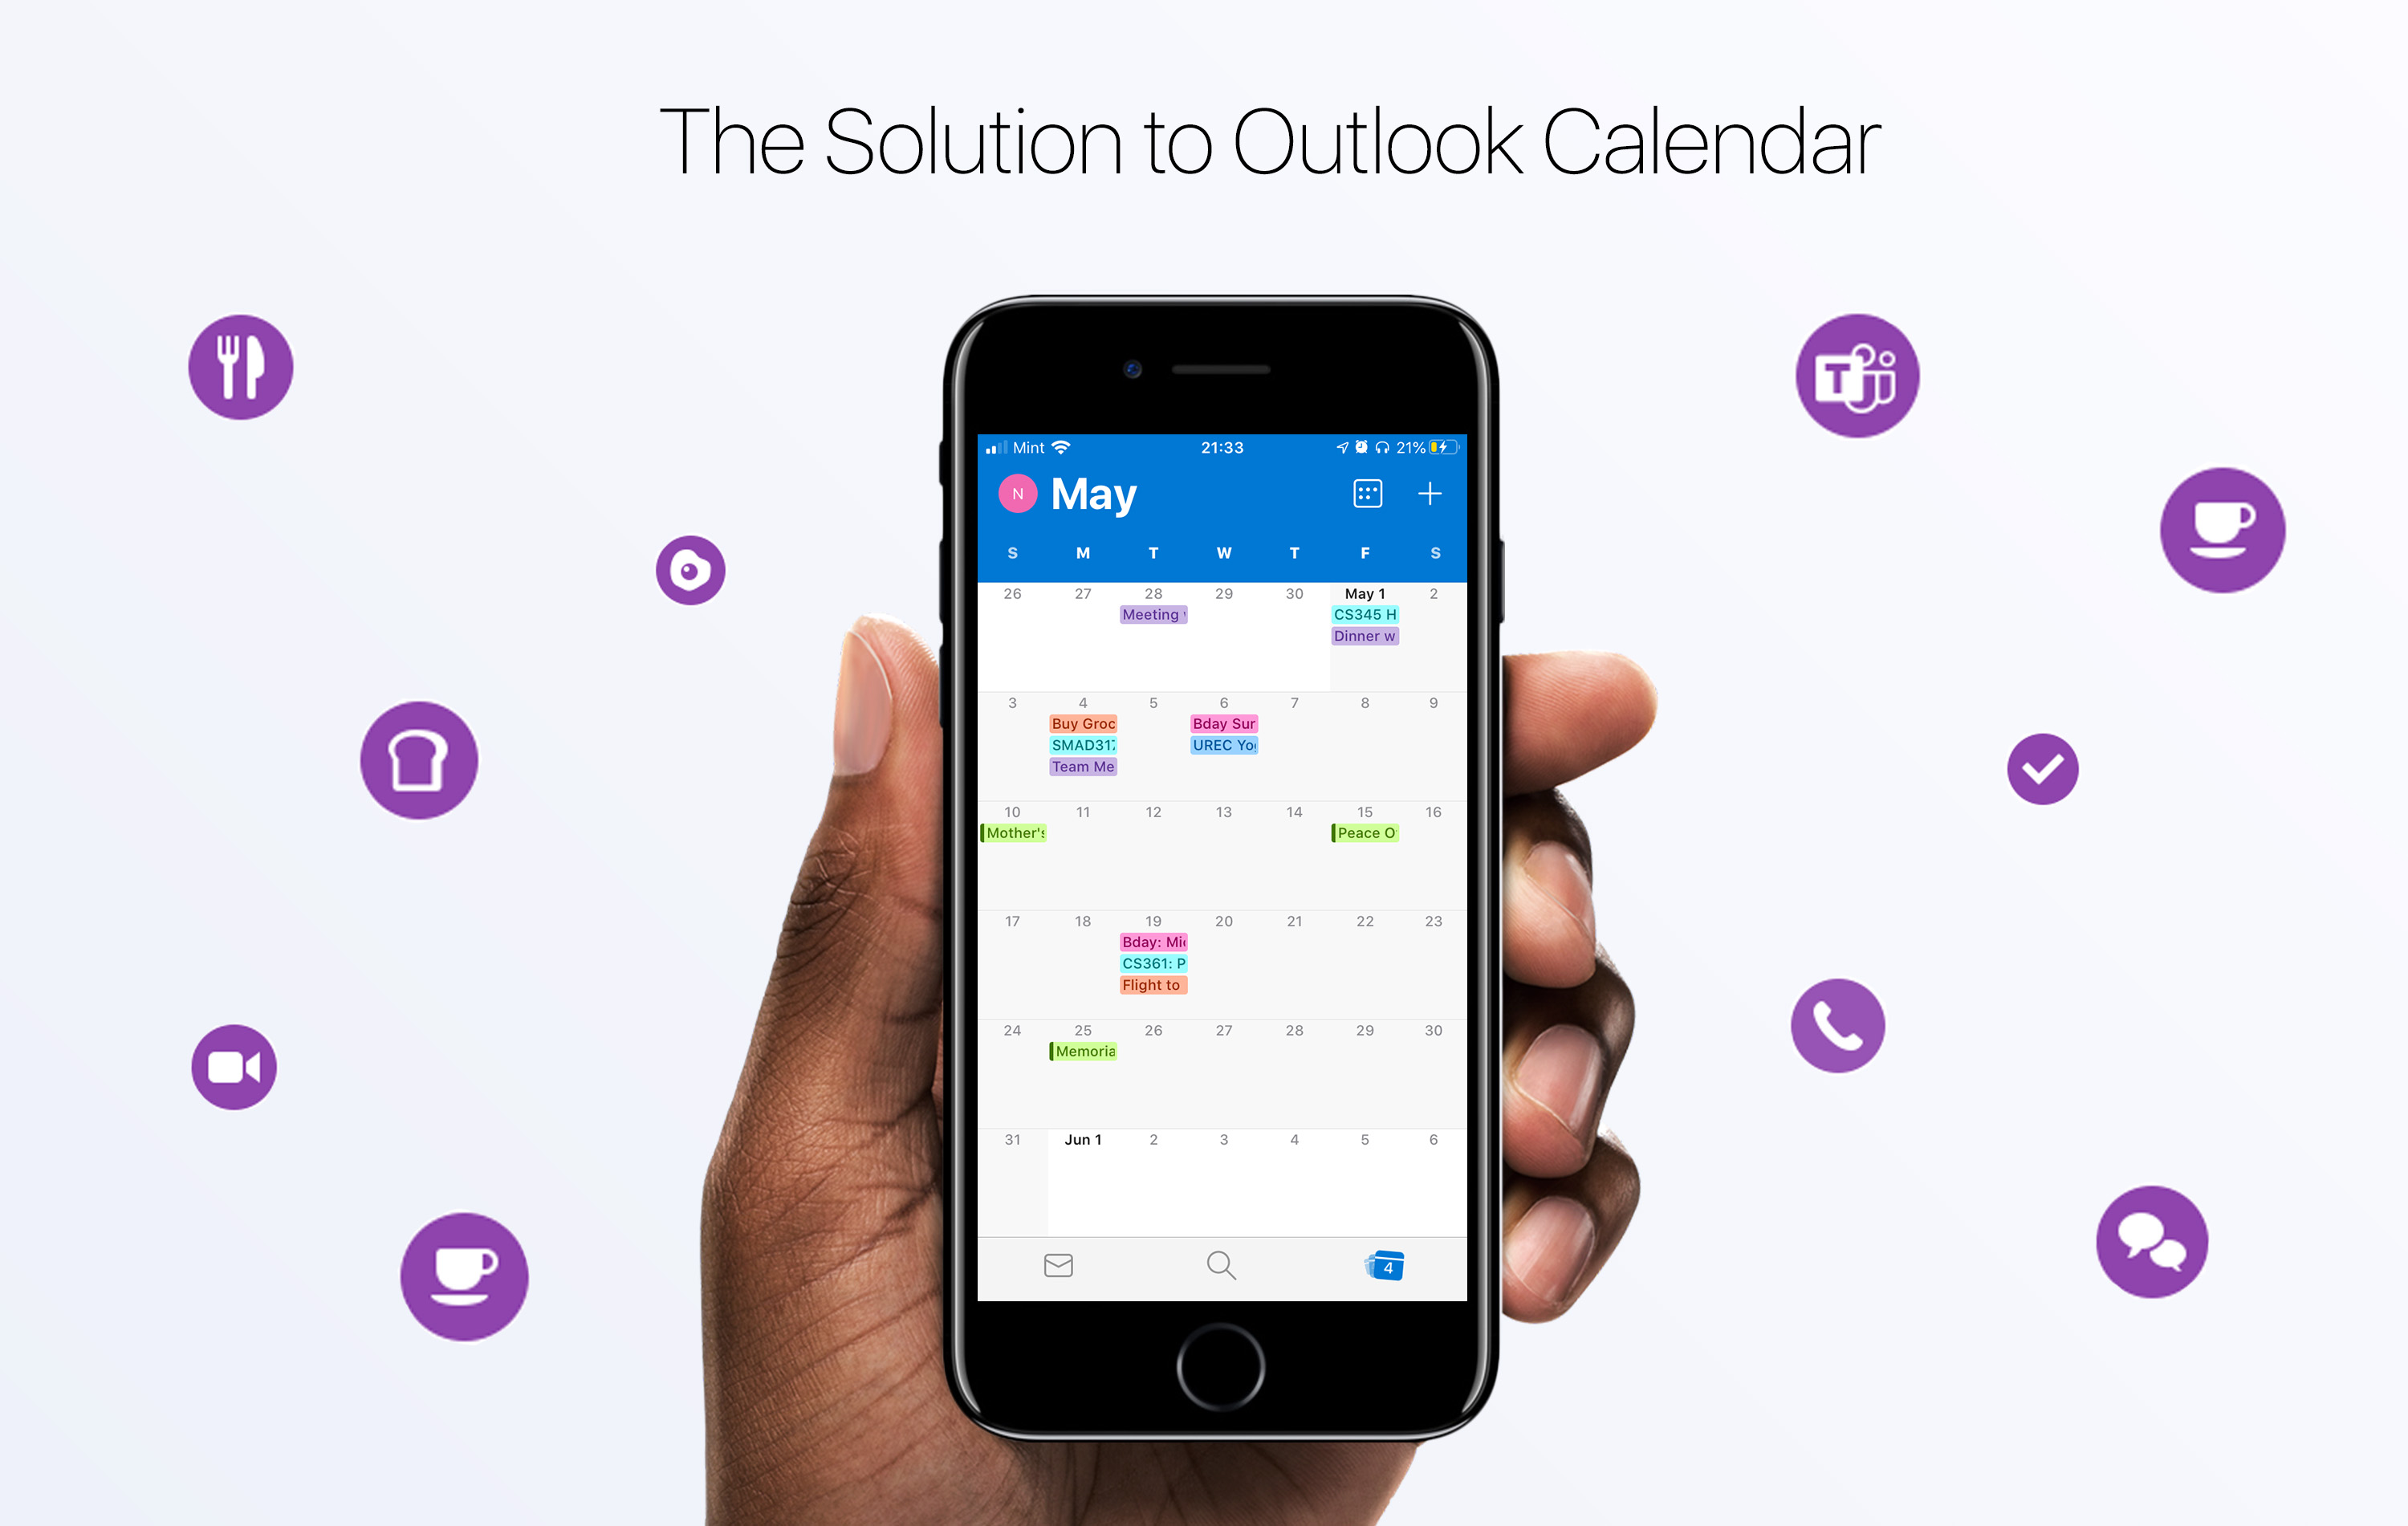 The Solution to Outlook Calendar
T
Mint 21:33 21%
N May
S M T W T F S
26 27 28 29 30 May 1 2
Meeting CS345 H
Dinner w
3 4 5 6 7 8 9
Buy Groc Bday Sur
SMAD317 UREC Yo
Team Me
10 11 12 13 14 15 16
Mother's Peace O
17 18 19 20 21 22 23
Bday: Mi
CS361: P
Flight to
24 25 26 27 28 29 30
Memoria
31 Jun 1 2 3 4 5 6
4